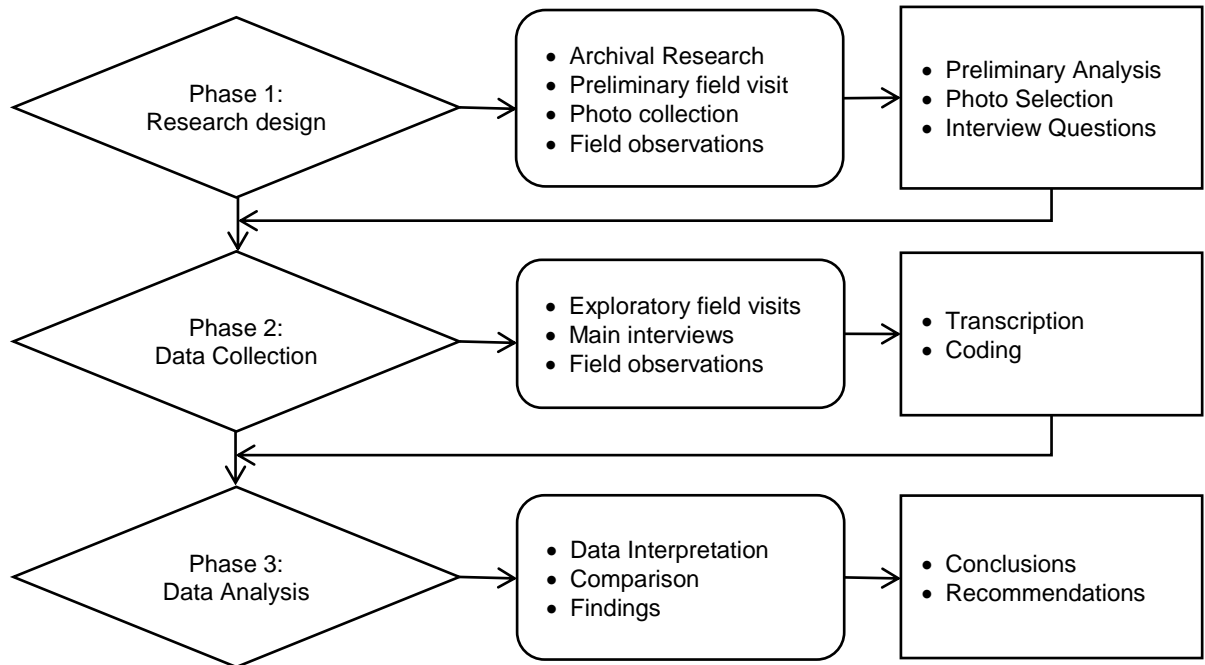 Phase 1:
Research design
• Archival Research
• Preliminary field visit
• Photo collection
• Field observations
• Preliminary Analysis
• Photo Selection
• Interview Questions
Phase 2:
Data Collection
• Exploratory field visits
• Main interviews
• Field observations
• Transcription
• Coding
Phase 3:
Data Analysis
• Data Interpretation
• Comparison
• Findings
• Conclusions
• Recommendations